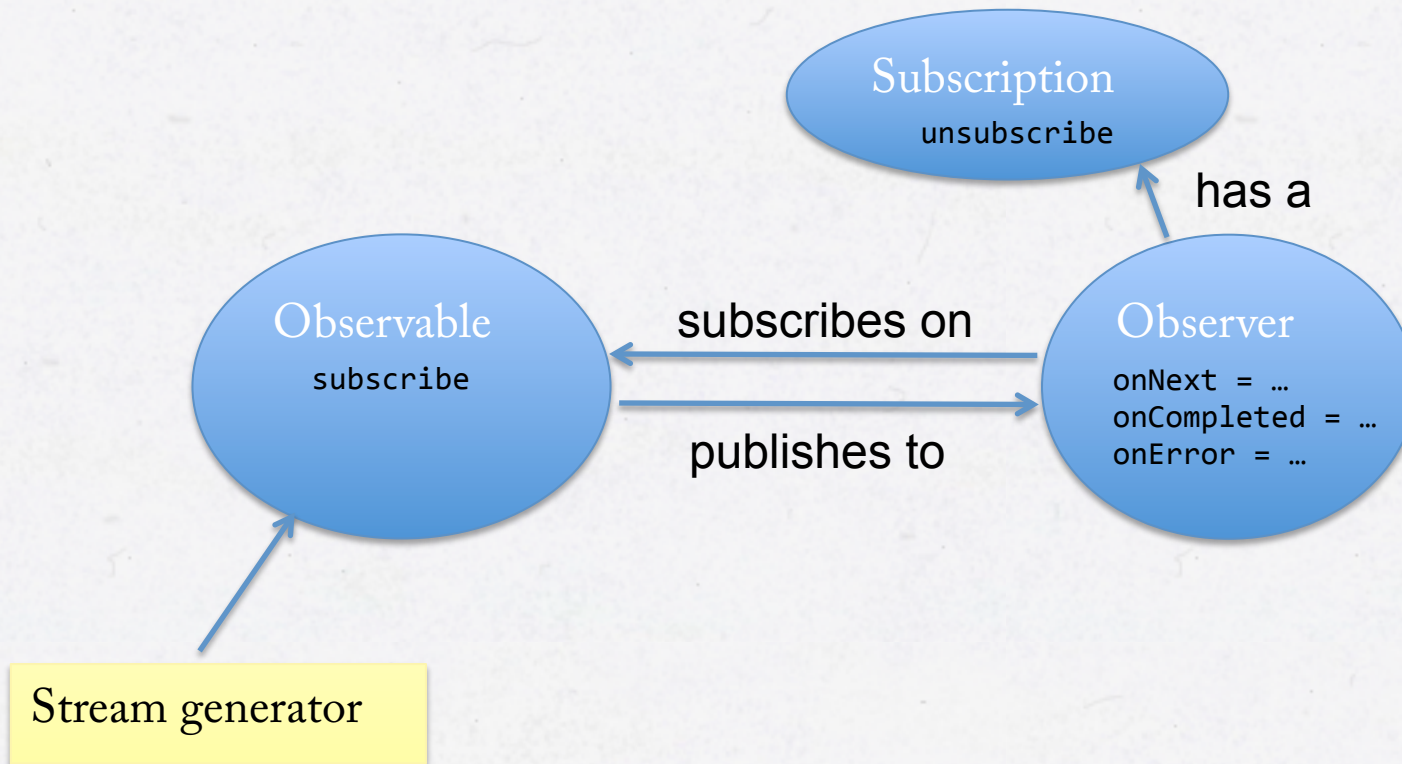 Subscription
unsubscribe
has a
Observable
subscribe
subscribes on
publishes to
Observer
onNext = …
onCompleted = …
onError = …
Stream generator